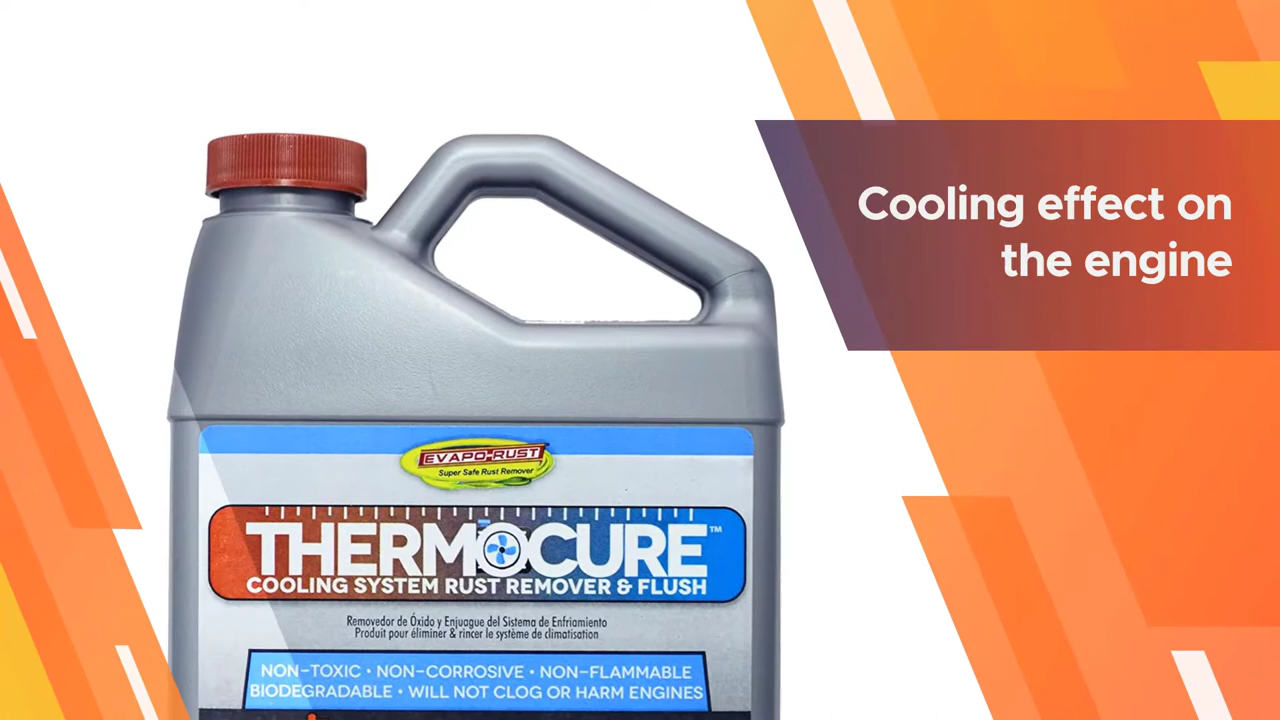 Cooling effect on
the engine
EVAPO-RUST
Super Safe Rust Remover
THERMOCURE™
COOLING SYSTEM RUST REMOVER & FLUSH
Removedor de Óxido y Enjuague del Sistema de Enfriamiento
Produit pour éliminer & rincer le système de climatisation
NON-TOXIC • NON-CORROSIVE • NON-FLAMMABLE
BIODEGRADABLE • WILL NOT CLOG OR HARM ENGINES